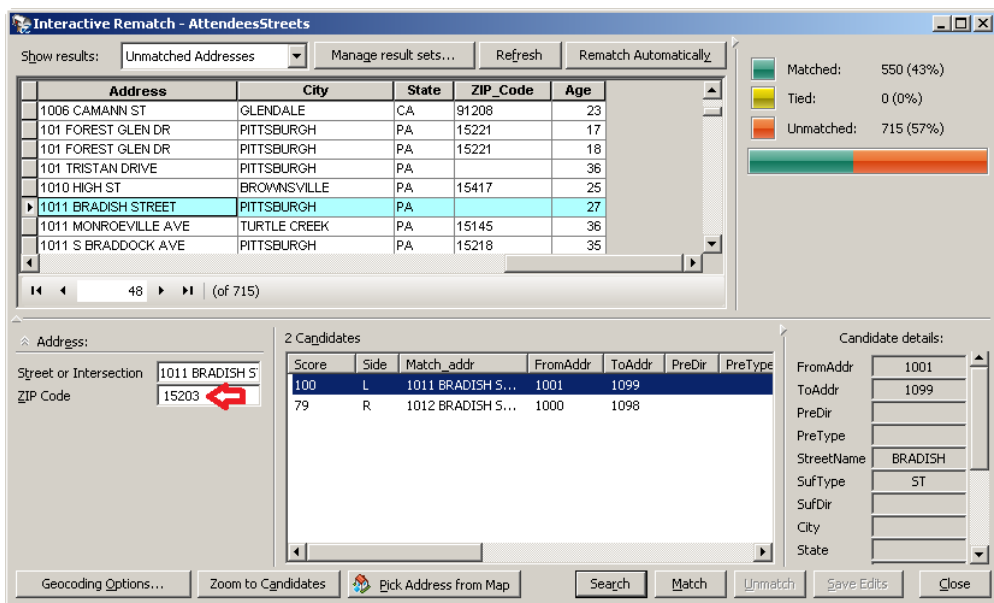 Interactive Rematch - AttendeesStreets
Show results: Unmatched Addresses Manage result sets... Refresh Rematch Automatically
Address City State ZIP_Code Age
1006 CAMANN ST GLENDALE CA 91208 23
101 FOREST GLEN DR PITTSBURGH PA 15221 17
101 FOREST GLEN DR PITTSBURGH PA 15221 18
101 TRISTAN DRIVE PITTSBURGH PA 36
1010 HIGH ST BROWNSVILLE PA 15417 25
1011 BRADISH STREET PITTSBURGH PA 27
1011 MONROEVILLE AVE TURTLE CREEK PA 15145 36
1011 S BRADDOCK AVE PITTSBURGH PA 15218 35
48 (of 715)
Matched: 550 (43%)
Tied: 0 (0%)
Unmatched: 715 (57%)
Address:
Street or Intersection 1011 BRADISH S
ZIP Code 15203
2 Candidates
Score Side Match_addr FromAddr ToAddr PreDir PreType
100 L 1011 BRADISH S... 1001 1099
79 R 1012 BRADISH S... 1000 1098
Candidate details:
FromAddr 1001
ToAddr 1099
PreDir
PreType
StreetName BRADISH
SufType ST
SufDir
City
State
Geocoding Options... Zoom to Candidates Pick Address from Map Search Match Unmatch Save Edits Close